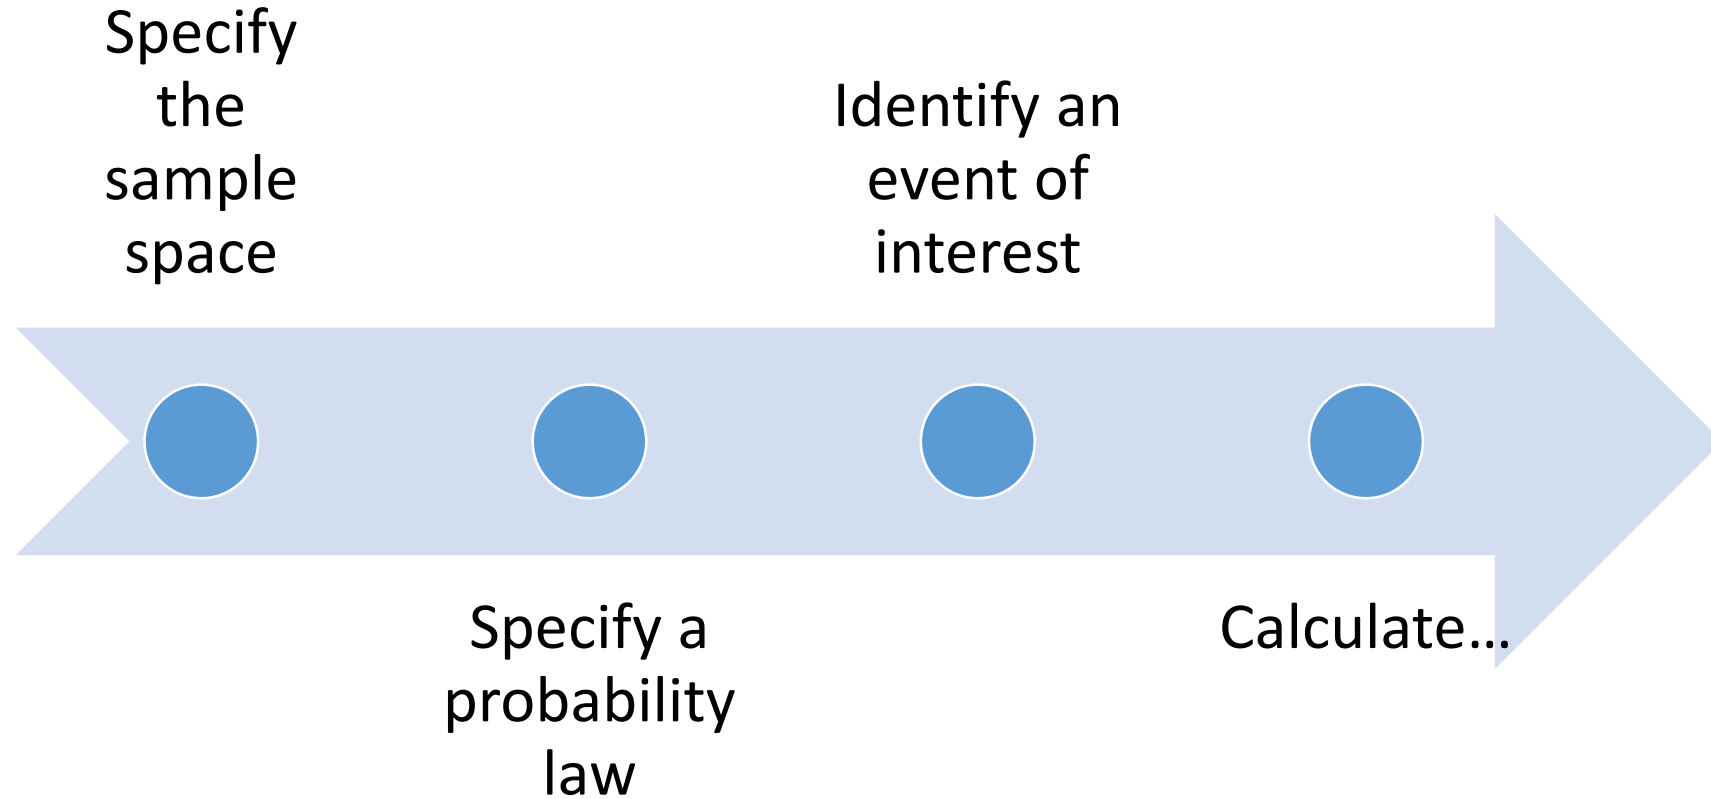 Specify
the
sample
space
Specify a
probability
law
Identify an
event of
interest
Calculate...